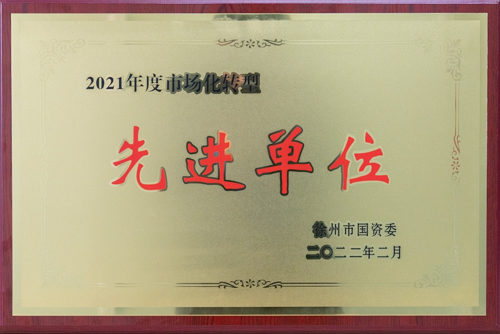 2021年度市场化转型
先进单位
徐州市国资委
二〇二二年二月